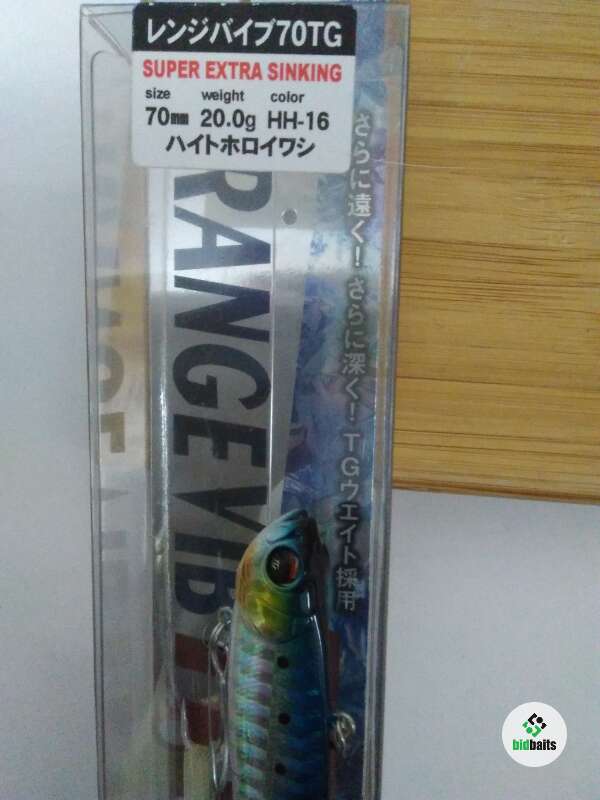 レンジバイブ70TG
SUPER EXTRA SINKING
size weight color
70mm 20.0g HH-16
ハイトホロイワシ
RANGE VIB
さらに遠く！さらに深く！TGウエイト採用
bidbaits